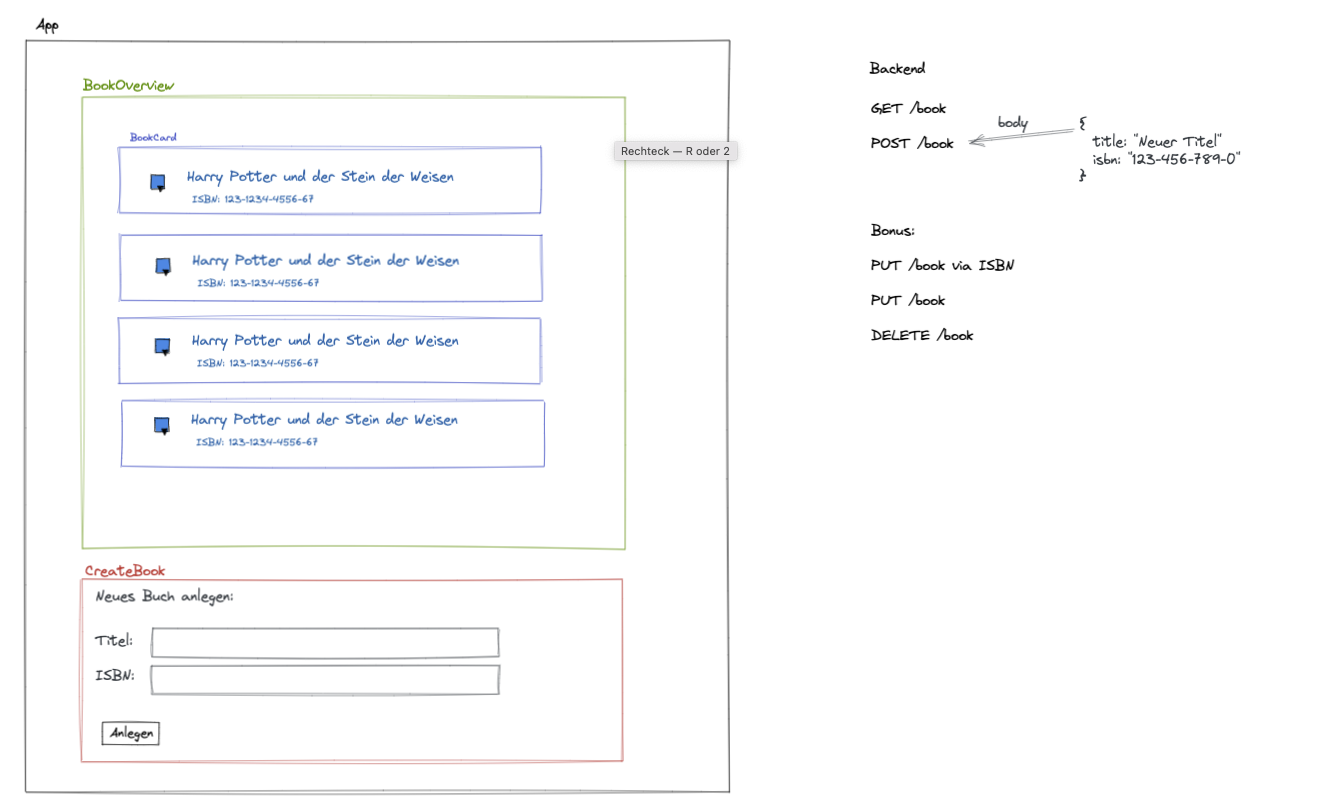 App
BookOverview
BookCard
Harry Potter und der Stein der Weisen
ISBN: 123-1234-4556-67
Harry Potter und der Stein der Weisen
ISBN: 123-1234-4556-67
Harry Potter und der Stein der Weisen
ISBN: 123-1234-4556-67
Harry Potter und der Stein der Weisen
ISBN: 123-1234-4556-67
Rechteck — R oder 2
CreateBook
Neues Buch anlegen:
Titel:
ISBN:
Anlegen
Backend
GET /book
POST /book
body
{
title: "Neuer Titel"
isbn: "123-456-789-0"
}
Bonus:
PUT /book via ISBN
PUT /book
DELETE /book